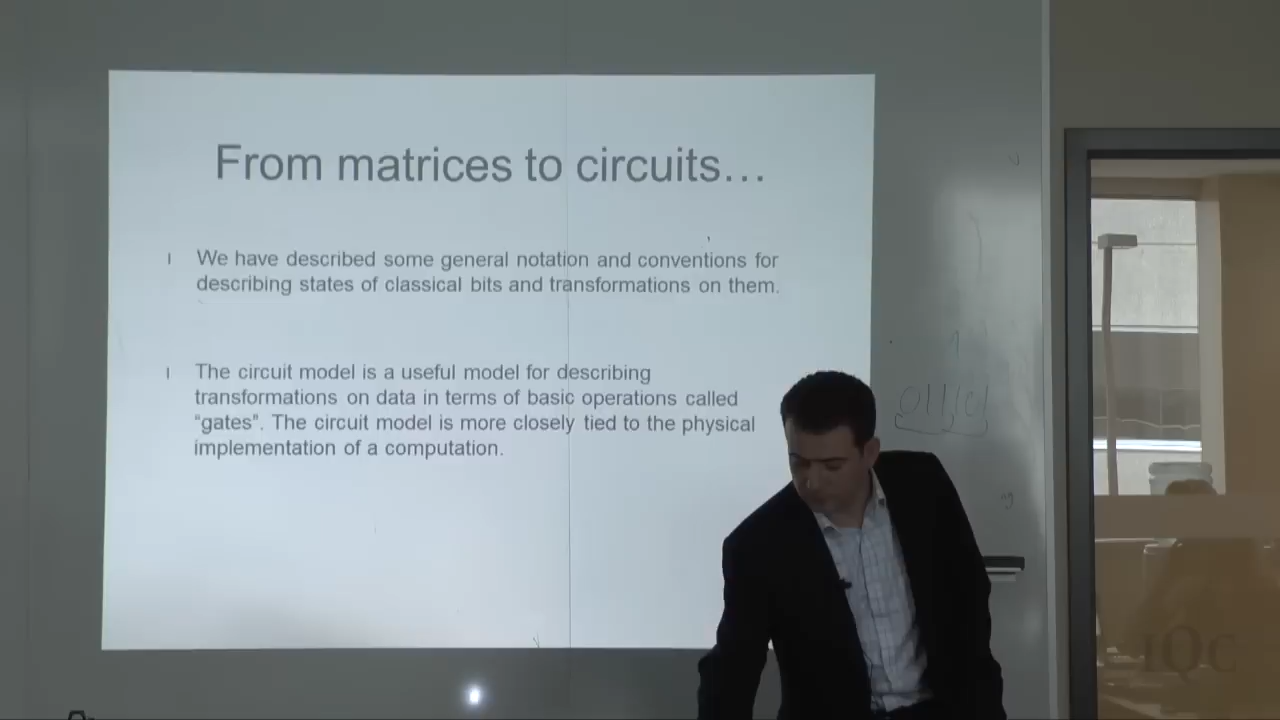 From matrices to circuits…
We have described some general notation and conventions for
describing states of classical bits and transformations on them.
The circuit model is a useful model for describing
transformations on data in terms of basic operations called
“gates”. The circuit model is more closely tied to the physical
implementation of a computation.
IQC